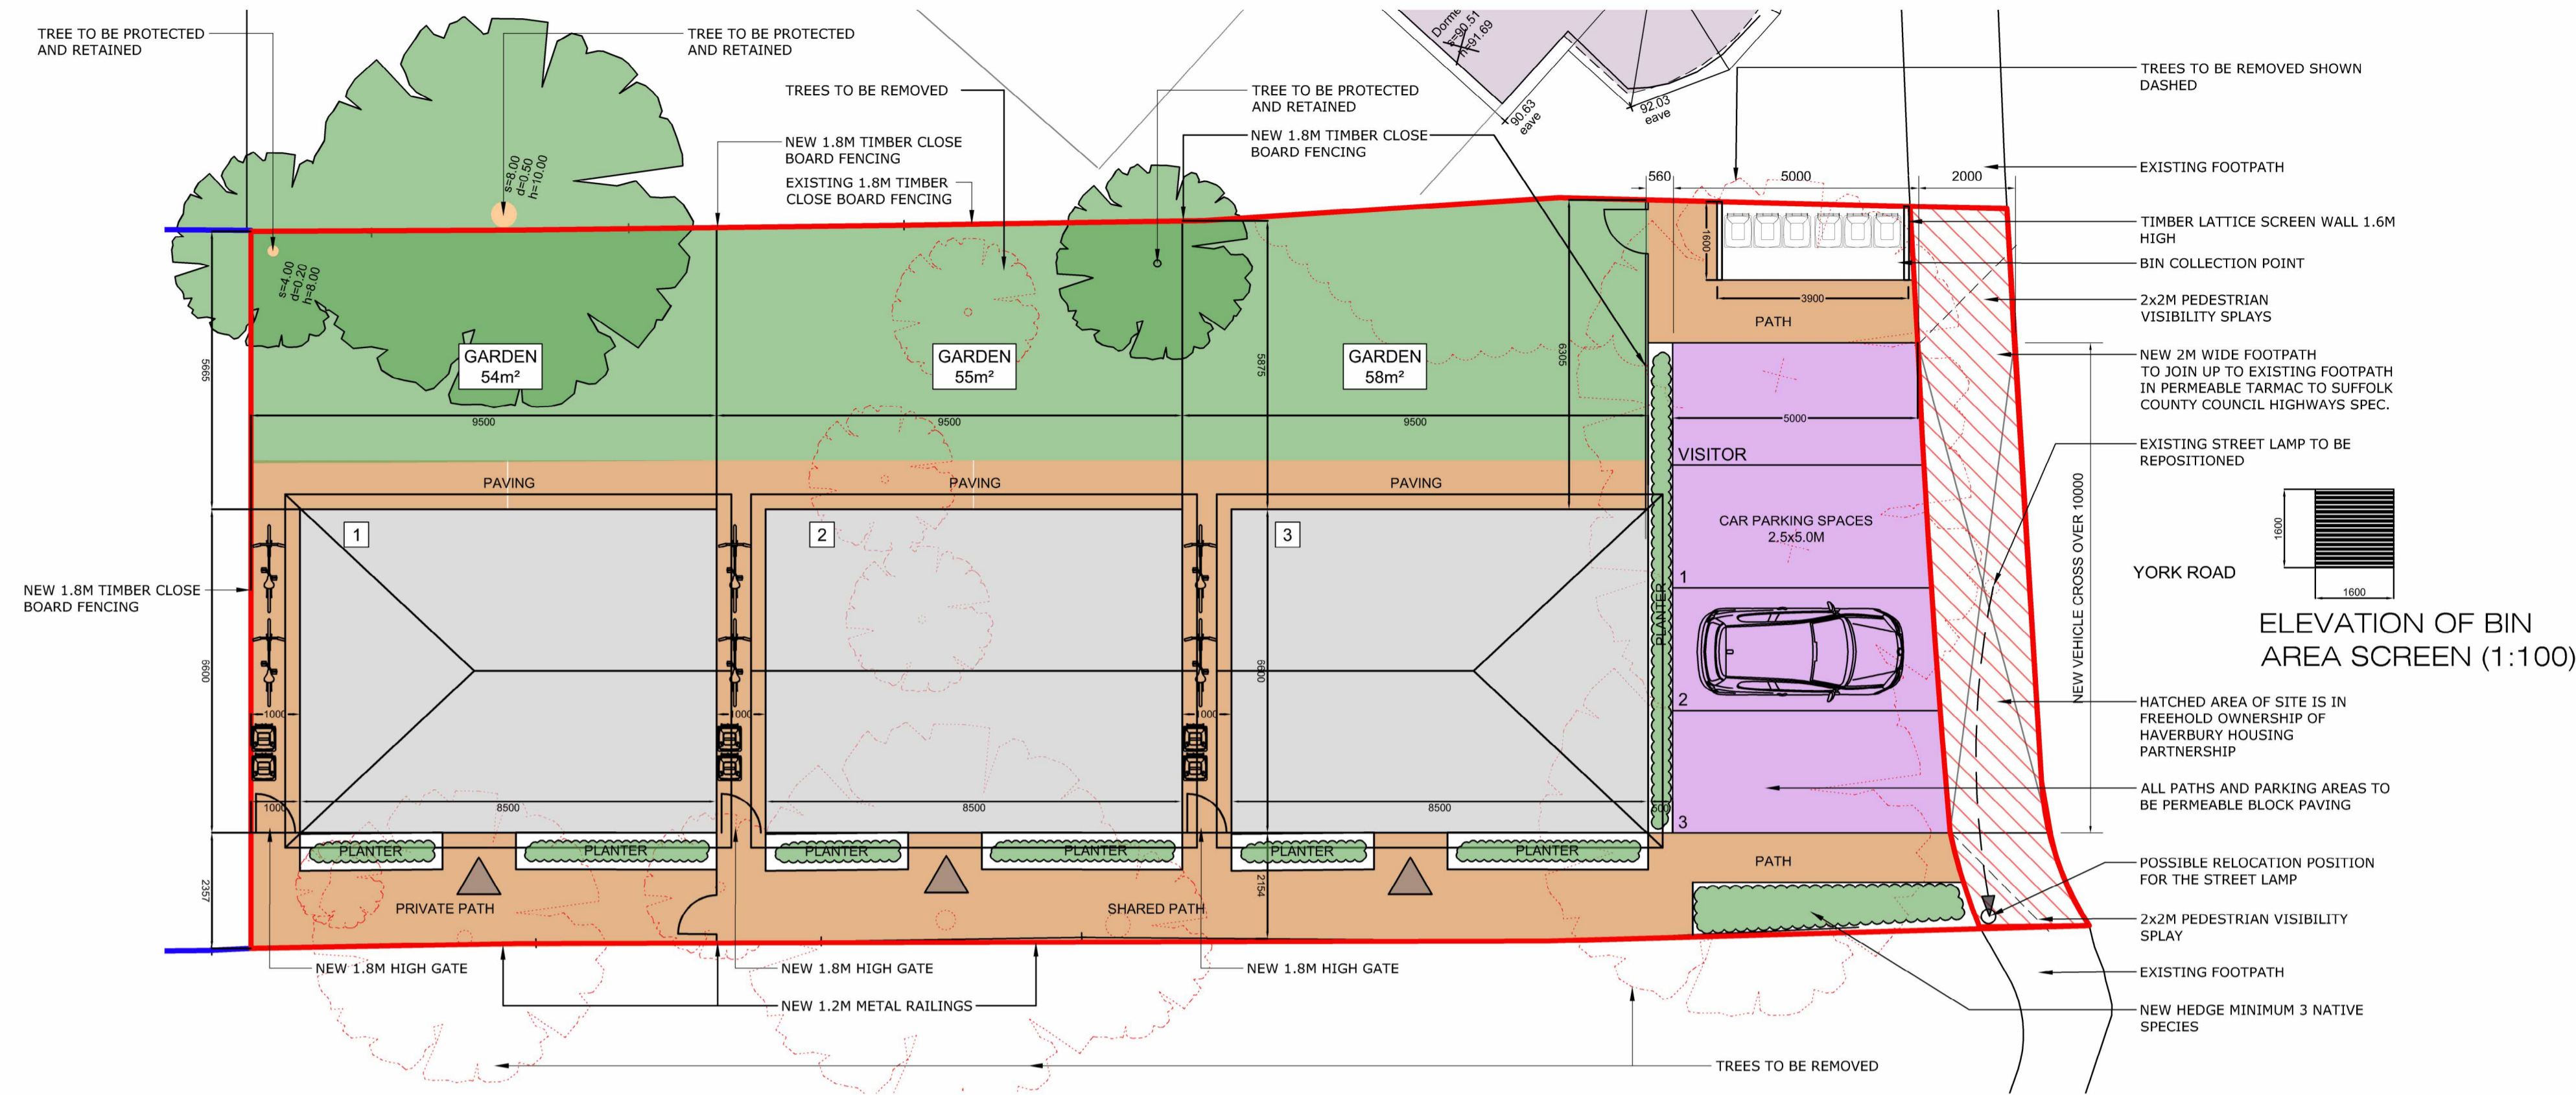 TREE TO BE PROTECTED
AND RETAINED
TREE TO BE PROTECTED
AND RETAINED
TREES TO BE REMOVED
NEW 1.8M TIMBER CLOSE
BOARD FENCING
EXISTING 1.8M TIMBER
CLOSE BOARD FENCING
TREE TO BE PROTECTED
AND RETAINED
NEW 1.8M TIMBER CLOSE
BOARD FENCING
s=90.51
h=91.69
90.63
eave
92.03
eave
TREES TO BE REMOVED SHOWN
DASHED
EXISTING FOOTPATH
560
5000
2000
TIMBER LATTICE SCREEN WALL 1.6M
HIGH
BIN COLLECTION POINT
2x2M PEDESTRIAN
VISIBILITY SPLAYS
NEW 2M WIDE FOOTPATH
TO JOIN UP TO EXISTING FOOTPATH
IN PERMEABLE TARMAC TO SUFFOLK
COUNTY COUNCIL HIGHWAYS SPEC.
EXISTING STREET LAMP TO BE
REPOSITIONED
s=8.00
d=0.50
h=10.00
s=4.00
d=0.20
h=8.00
1600
3900
PATH
GARDEN
54m²
GARDEN
55m²
GARDEN
58m²
5665
5875
6305
9500
9500
9500
5000
PAVING
PAVING
PAVING
VISITOR
CAR PARKING SPACES
2.5x5.0M
1
2
3
1
2
3
PLANTER
NEW VEHICLE CROSS OVER 10000
YORK ROAD
1600
1600
ELEVATION OF BIN
AREA SCREEN (1:100)
NEW 1.8M TIMBER CLOSE
BOARD FENCING
6600
6600
1000
1000
1000
1000
8500
8500
8500
500
HATCHED AREA OF SITE IS IN
FREEHOLD OWNERSHIP OF
HAVERBURY HOUSING
PARTNERSHIP
ALL PATHS AND PARKING AREAS TO
BE PERMEABLE BLOCK PAVING
PLANTER
PLANTER
PLANTER
PLANTER
PLANTER
PLANTER
PATH
2357
2154
PRIVATE PATH
SHARED PATH
POSSIBLE RELOCATION POSITION
FOR THE STREET LAMP
2x2M PEDESTRIAN VISIBILITY
SPLAY
EXISTING FOOTPATH
NEW HEDGE MINIMUM 3 NATIVE
SPECIES
NEW 1.8M HIGH GATE
NEW 1.8M HIGH GATE
NEW 1.8M HIGH GATE
NEW 1.2M METAL RAILINGS
TREES TO BE REMOVED